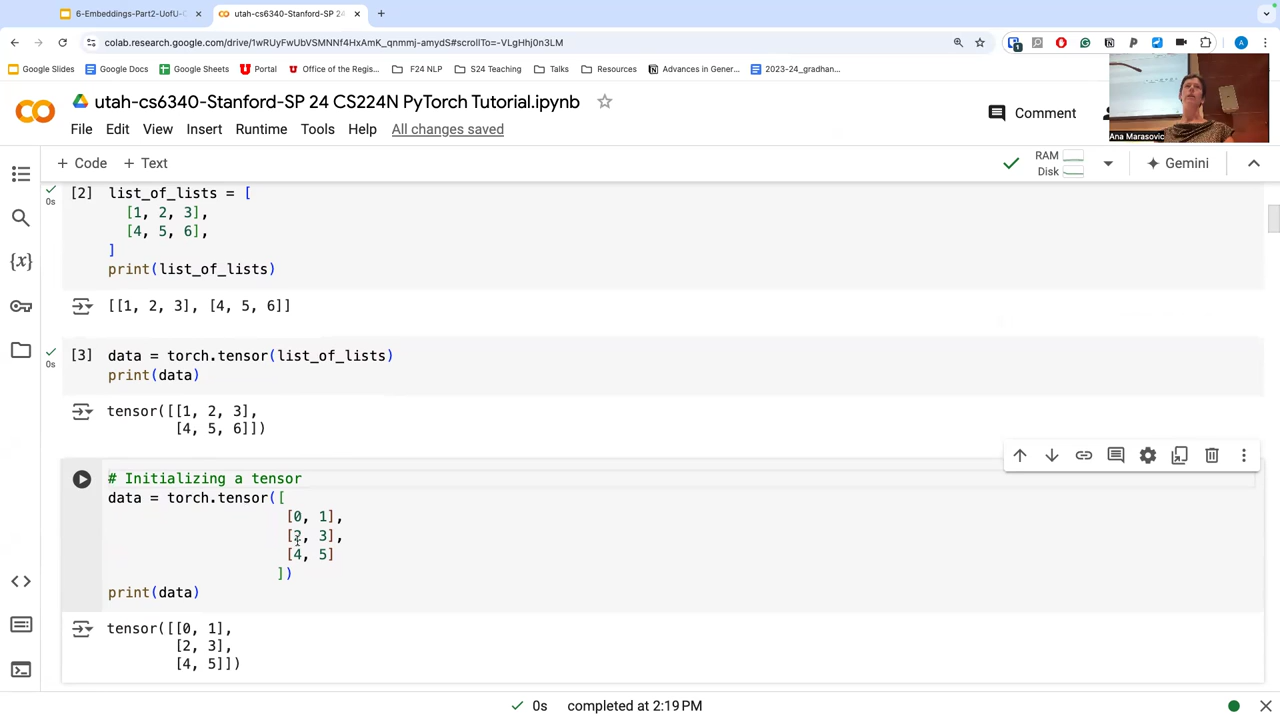 6-Embeddings-Part2-UofU-C
utah-cs6340-Stanford-SP 24
colab.research.google.com/drive/1wRUyFwUbVSMNNf4HxAmK_qnmmj-amydS#scrollTo=-VLgHhj0n3LM
Google Slides
Google Docs
Google Sheets
Portal
Office of the Regis...
F24 NLP
S24 Teaching
Talks
Resources
Advances in Gener...
2023-24_gradhan...
utah-cs6340-Stanford-SP 24 CS224N PyTorch Tutorial.ipynb
Comment
Ana Marasovic
File Edit View Insert Runtime Tools Help All changes saved
+ Code + Text
RAM
Disk
Gemini
[2] list_of_lists = [
0s
[1, 2, 3],
[4, 5, 6],
]
print(list_of_lists)
[[1, 2, 3], [4, 5, 6]]
[3] data = torch.tensor(list_of_lists)
0s
print(data)
tensor([[1, 2, 3],
[4, 5, 6]])
# Initializing a tensor
data = torch.tensor([
[0, 1],
[2, 3],
[4, 5]
])
print(data)
tensor([[0, 1],
[2, 3],
[4, 5]])
0s completed at 2:19 PM